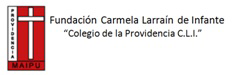 PROVIDENCIA
MAIPU
Fundación Carmela Larraín de Infante
“Colegio de la Providencia C.L.I.”